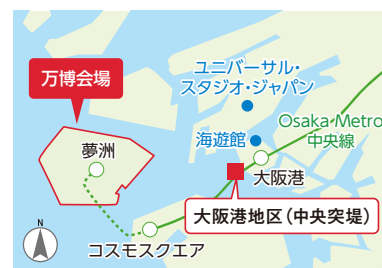 ユニバーサル・
スタジオ・ジャパン
万博会場
海遊館
Osaka Metro
中央線
夢洲
大阪港
大阪港地区（中央突堤）
N
コスモスクエア